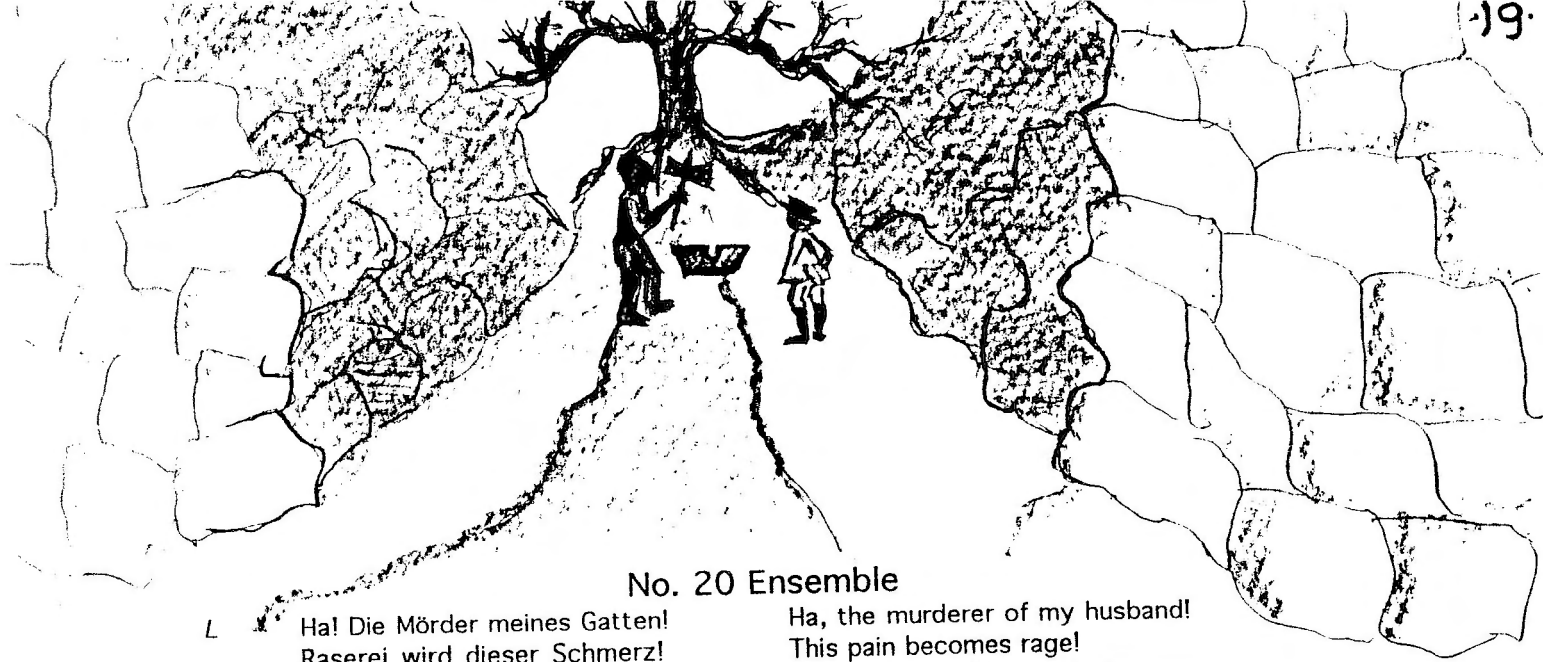 ·19·
No. 20 Ensemble
L Ha! Die Mörder meines Gatten!
Raserei wird dieser Schmerz!
Ha, the murderer of my husband!
This pain becomes rage!